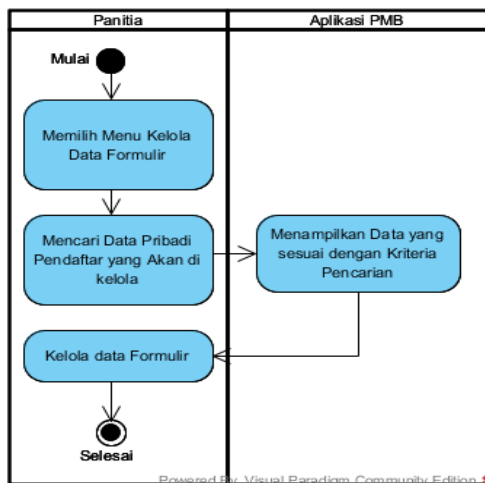 Panitia
Aplikasi PMB
Mulai
Memilih Menu Kelola
Data Formulir
Mencari Data Pribadi
Pendaftar yang Akan di
kelola
Menampilkan Data yang
sesuai dengan Kriteria
Pencarian
Kelola data Formulir
Selesai
Powered By Visual Paradigm Community Edition